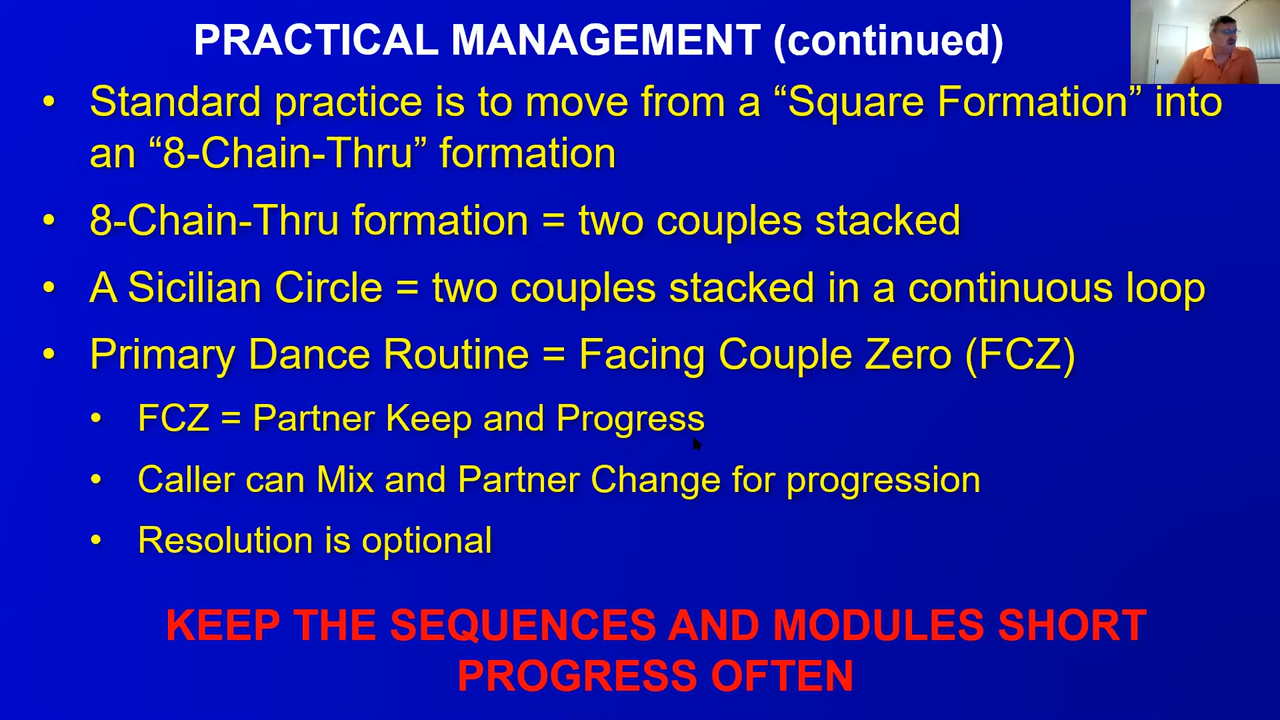 PRACTICAL MANAGEMENT (continued)
• Standard practice is to move from a “Square Formation” into
an “8-Chain-Thru” formation
• 8-Chain-Thru formation = two couples stacked
• A Sicilian Circle = two couples stacked in a continuous loop
• Primary Dance Routine = Facing Couple Zero (FCZ)
• FCZ = Partner Keep and Progress
• Caller can Mix and Partner Change for progression
• Resolution is optional
KEEP THE SEQUENCES AND MODULES SHORT
PROGRESS OFTEN